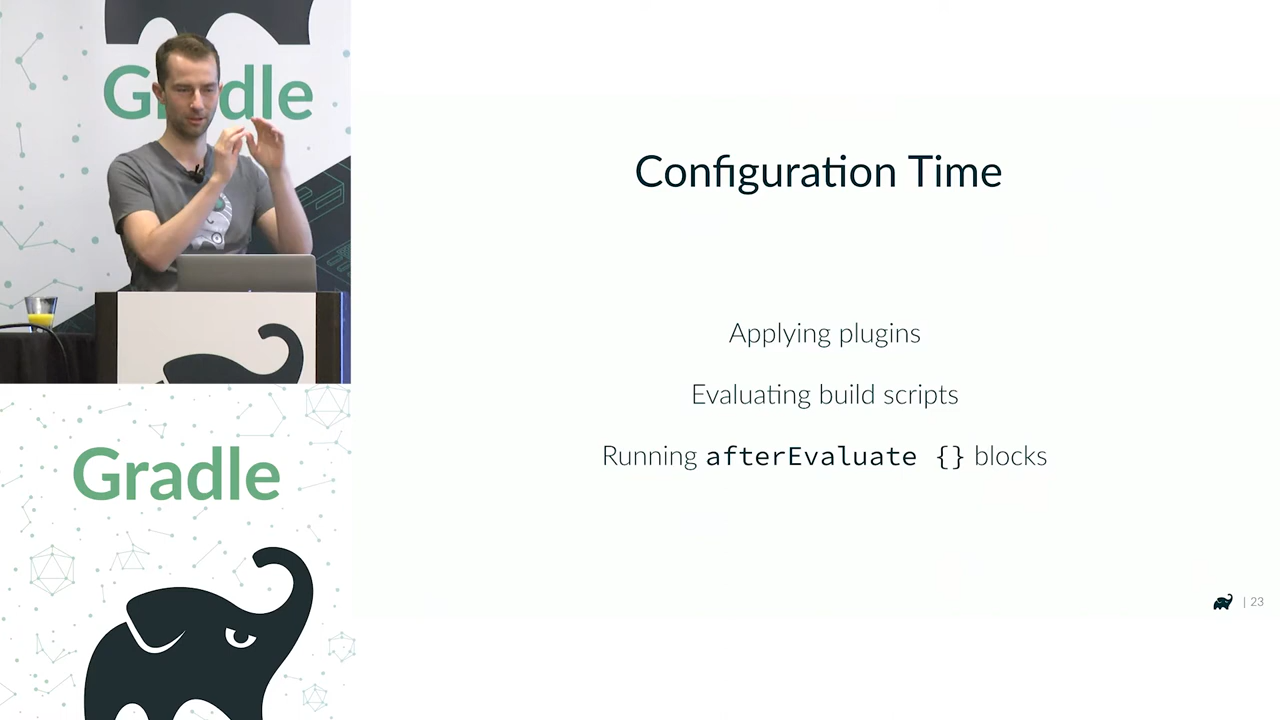 Gradle
Configuration Time
Applying plugins
Evaluating build scripts
Running afterEvaluate {} blocks
| 23
Gradle